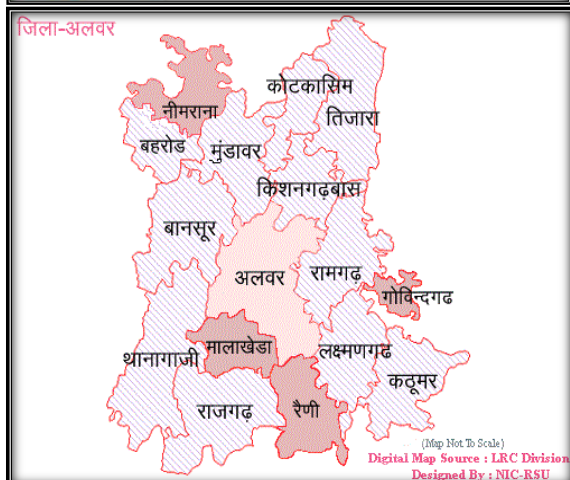 जिला-अलवर
कोटकासिम
नीमराना
तिजारा
बहरोड
मुंडावर
किशनगढ़बास
बानसूर
अलवर
रामगढ़
गोविन्दगढ
थानागाजी
मालाखेडा
लक्ष्मणगढ
कठूमर
राजगढ़
रैणी
(Map Not To Scale)
Digital Map Source : LRC Division
Designed By : NIC-RSU